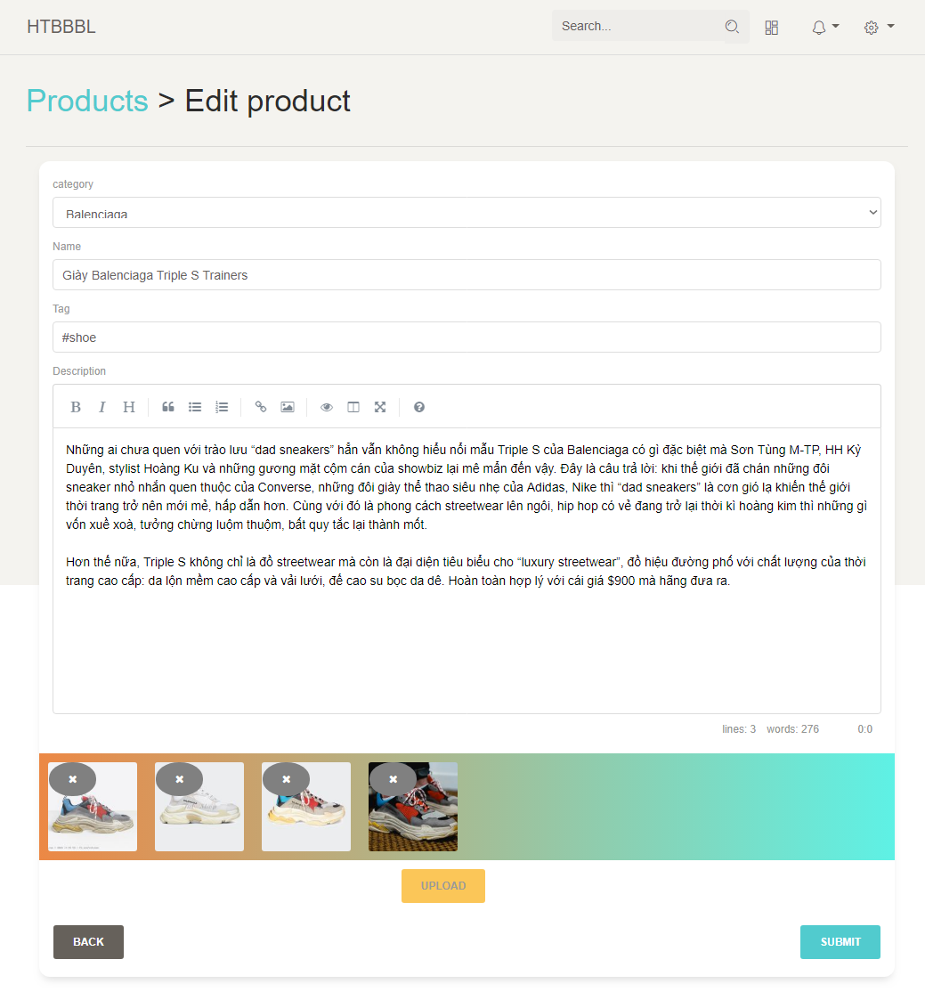 HTBBBL
Search...
Products > Edit product
category
Balenciaga
Name
Giày Balenciaga Triple S Trainers
Tag
#shoe
Description
B I H
Những ai chưa quen với trào lưu “dad sneakers” hẳn vẫn không hiểu nổi mẫu Triple S của Balenciaga có gì đặc biệt mà Sơn Tùng M-TP, HH Kỳ
Duyên, stylist Hoàng Ku và những gương mặt cộm cán của showbiz lại mê mẩn đến vậy. Đây là câu trả lời: khi thế giới đã chán những đôi
sneaker nhỏ nhắn quen thuộc của Converse, những đôi giày thể thao siêu nhẹ của Adidas, Nike thì “dad sneakers” là cơn gió lạ khiến thế giới
thời trang trở nên mới mẻ, hấp dẫn hơn. Cùng với đó là phong cách streetwear lên ngôi, hip hop có vẻ đang trở lại thời kì hoàng kim thì những gì
vốn xuề xoà, tưởng chừng luộm thuộm, bất quy tắc lại thành mốt.
Hơn thế nữa, Triple S không chỉ là đồ streetwear mà còn là đại diện tiêu biểu cho “luxury streetwear”, đồ hiệu đường phố với chất lượng của thời
trang cao cấp: da lộn mềm cao cấp và vải lưới, đế cao su bọc da dê. Hoàn toàn hợp lý với cái giá $900 mà hãng đưa ra.
lines: 3 words: 276 0:0
UPLOAD
BACK
SUBMIT